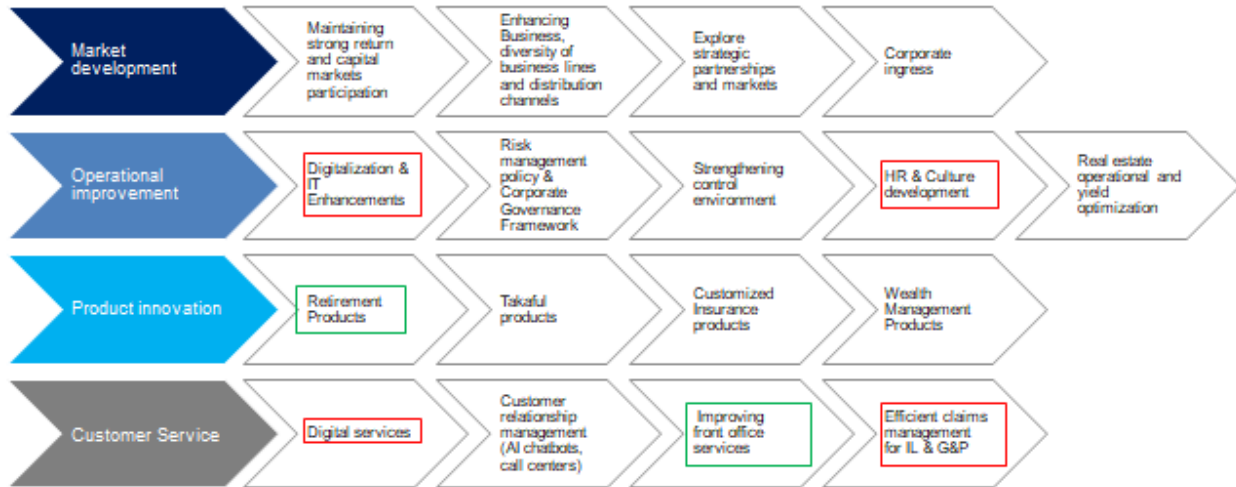 Market
development
Maintaining
strong return
and capital
markets
participation
Enhancing
Business,
diversity of
business lines
and distribution
channels
Explore
strategic
partnerships
and markets
Corporate
ingress
Operational
improvement
Digitalization &
IT
Enhancements
Risk
management
policy &
Corporate
Governance
Framework
Strengthening
control
environment
HR & Culture
development
Real estate
operational and
yield
optimization
Product innovation
Retirement
Products
Takaful
products
Customized
Insurance
products
Wealth
Management
Products
Customer Service
Digital services
Customer
relationship
management
(AI chatbots,
call centers)
Improving
front office
services
Efficient claims
management
for IL & G&P